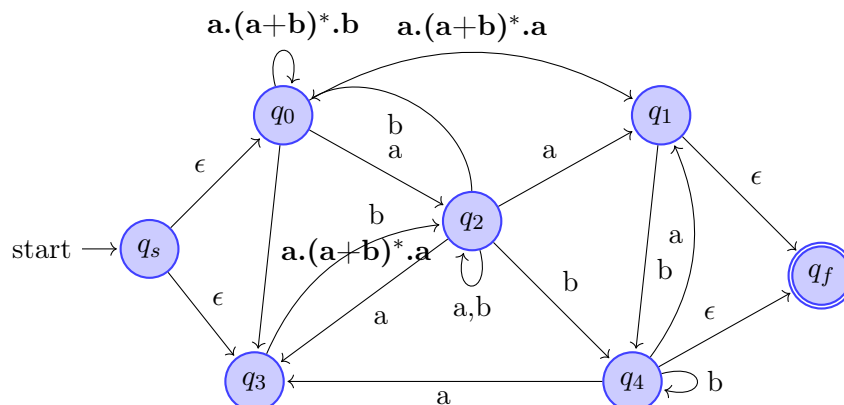 a.(a+b)*.b
a.(a+b)*.a
q0
q1
b
a
a
ϵ
ϵ
b
q2
start
qs
a.(a+b)*.a
a
b
qf
ϵ
a,b
b
ϵ
a
q3
q4
b
a